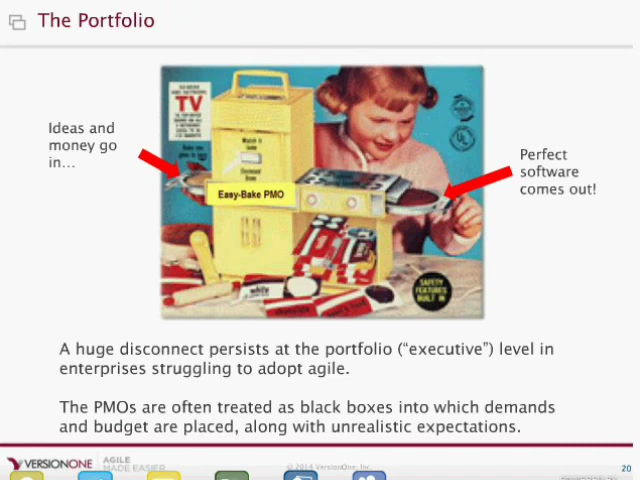 The Portfolio
Ideas and
money go
in...
TV
Easy-Bake PMO
UL
white
SAFETY
FEATURES
BUILT IN
Perfect
software
comes out!
A huge disconnect persists at the portfolio (“executive”) level in
enterprises struggling to adopt agile.
The PMOs are often treated as black boxes into which demands
and budget are placed, along with unrealistic expectations.
VERSIONONE
AGILE
MADE EASIER
© 2014 VersionOne, Inc.
20